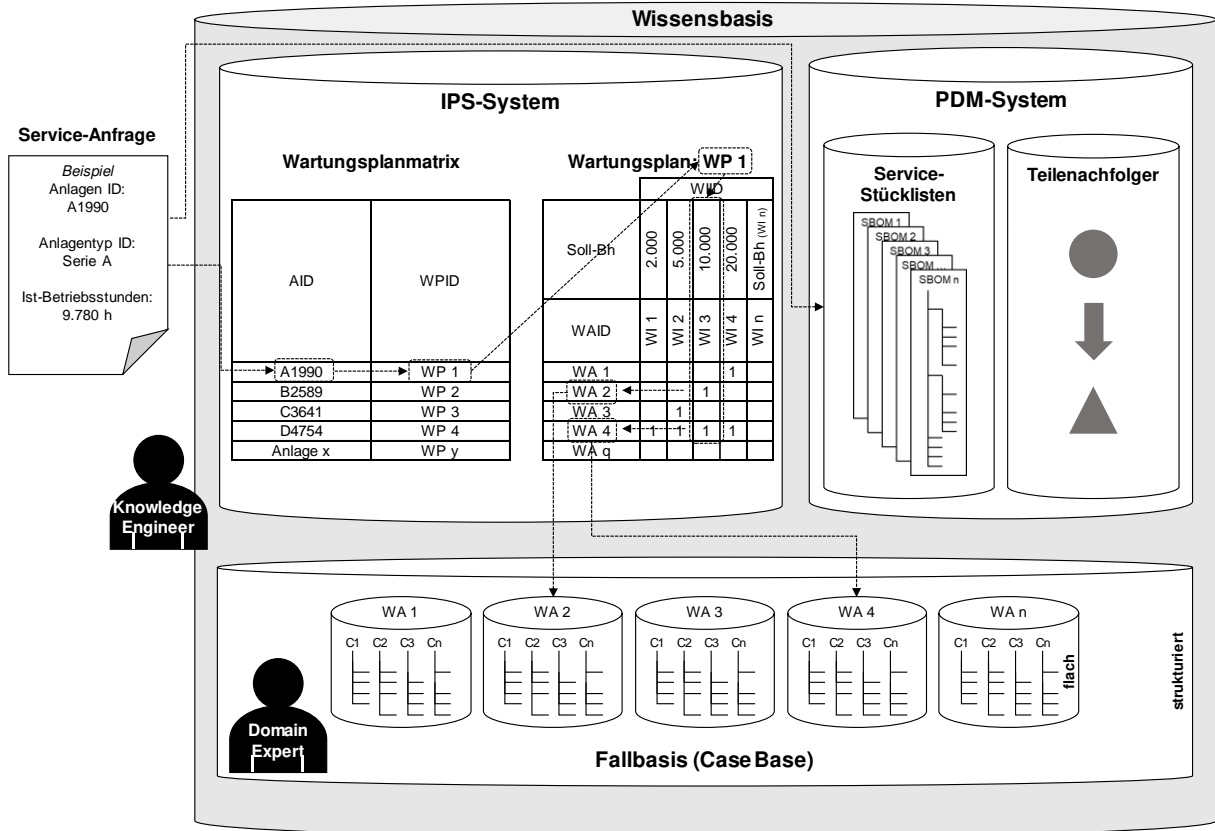 Wissensbasis
IPS-System
PDM-System
Service-Anfrage
Beispiel
Anlagen ID:
A1990
Anlagentyp ID:
Serie A
Ist-Betriebsstunden:
9.780 h
Wartungsplanmatrix
AID WPID
A1990 WP 1
B2589 WP 2
C3641 WP 3
D4754 WP 4
Anlage x WP y
Wartungsplan: WP 1
WIID
Soll-Bh 2.000 5.000 10.000 20.000 Soll-Bh (WI n)
WAID WI 1 WI 2 WI 3 WI 4 WI n
WA 1 1
WA 2 1
WA 3 1
WA 4 1 1 1 1
WA q
Service-
Stücklisten
SBOM 1
SBOM 2
SBOM 3
SBOM ...
SBOM n
Teilenachfolger
Knowledge
Engineer
WA 1
C1 C2 C3 Cn
WA 2
C1 C2 C3 Cn
WA 3
C1 C2 C3 Cn
WA 4
C1 C2 C3 Cn
WA n
C1 C2 C3 Cn
flach
strukturiert
Domain
Expert
Fallbasis (Case Base)